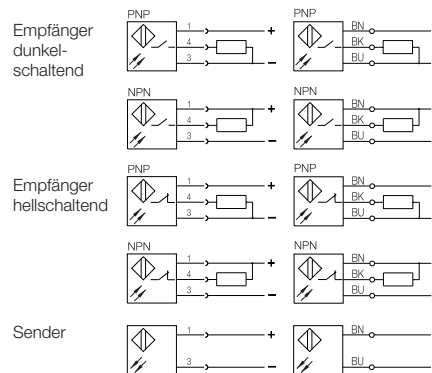 PNP PNP
Empfänger 1 + BN
dunkel- 4 BK
schaltend 3 – BU
NPN NPN
1 + BN
4 BK
3 – BU
PNP PNP
Empfänger 1 + BN
hellschaltend 4 BK
3 – BU
NPN NPN
1 + BN
4 BK
3 – BU
Sender 1 + BN
3 – BU